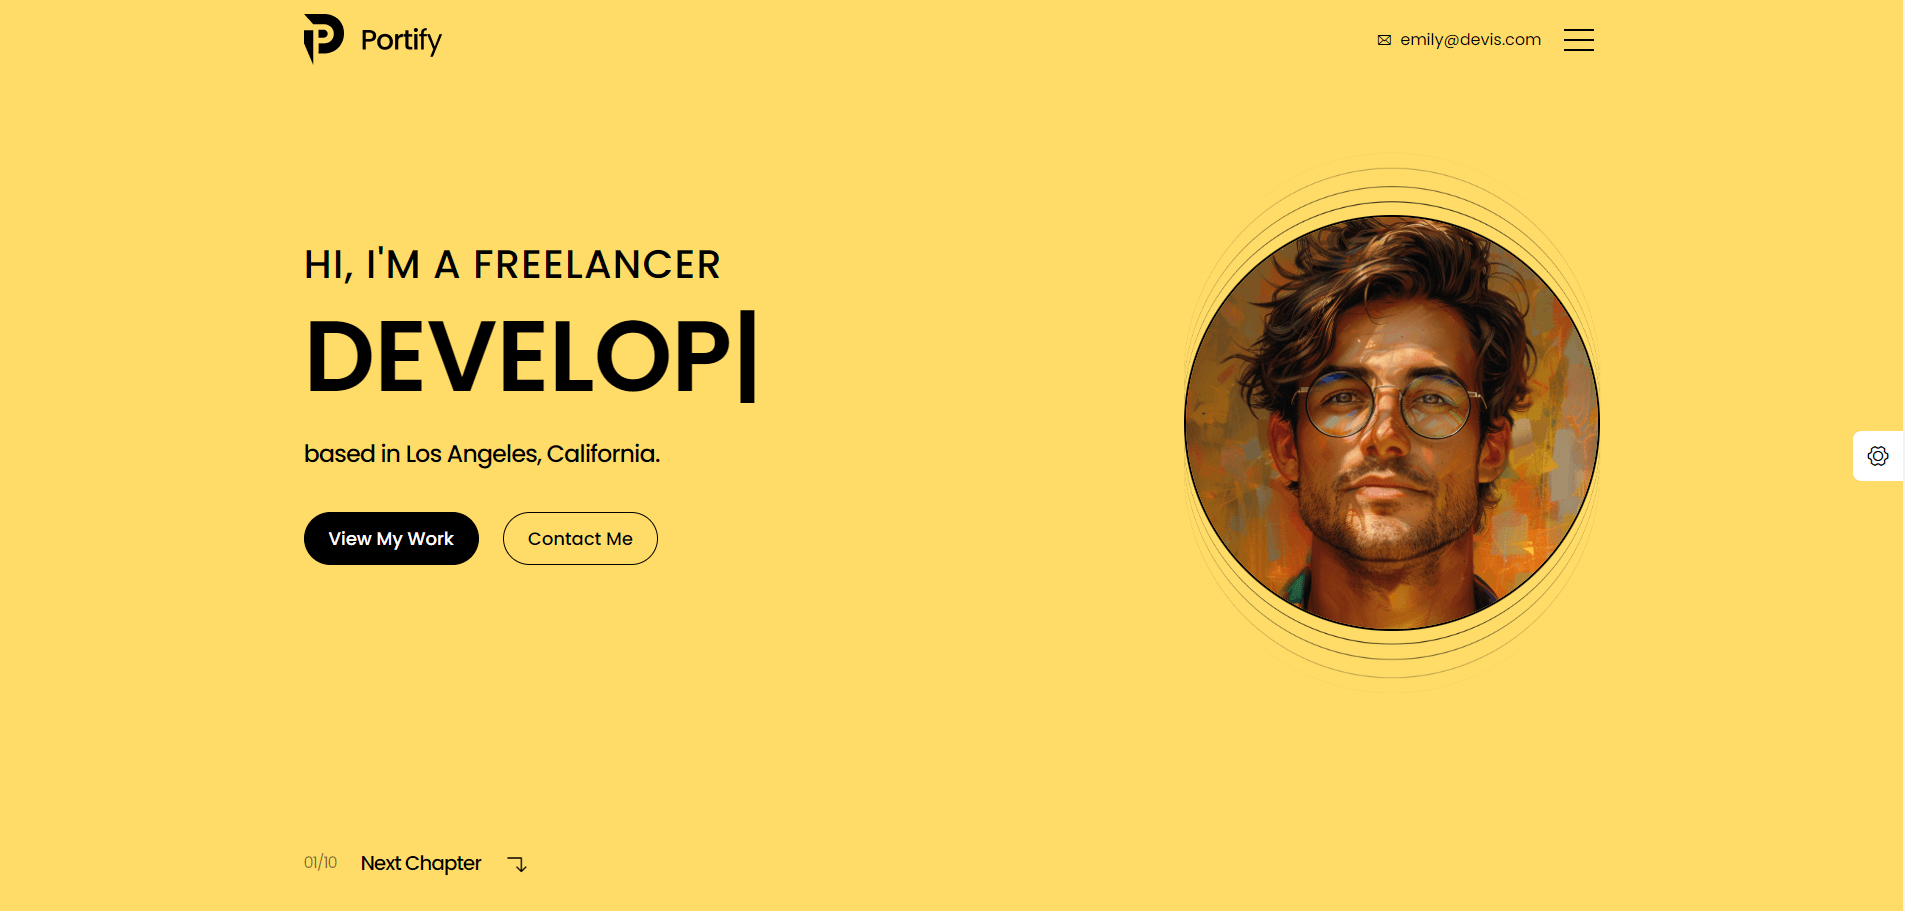 Portify
emily@devis.com
HI, I'M A FREELANCER
DEVELOP|
based in Los Angeles, California.
View My Work
Contact Me
01/10
Next Chapter